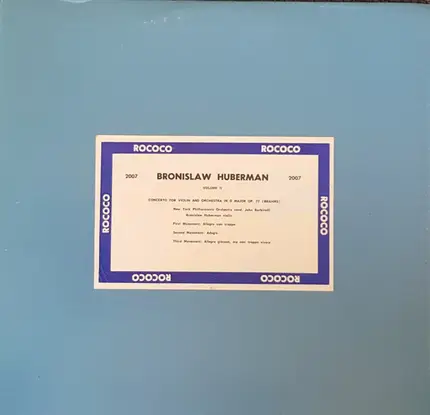 ROCOCO ROCOCO
2007 BRONISLAW HUBERMAN 2007
VOLUME II
CONCERTO FOR VIOLIN AND ORCHESTRA IN D MAJOR OP. 77 (BRAHMS)
New York Philharmonic Orchestra cond. John Barbirolli
Bronislaw Huberman violin
First Movement: Allegro non troppo
Second Movement: Adagio
Third Movement: Allegro giocoso, ma non troppo vivace
ROCOCO
ROCOCO
ROCOCO ROCOCO